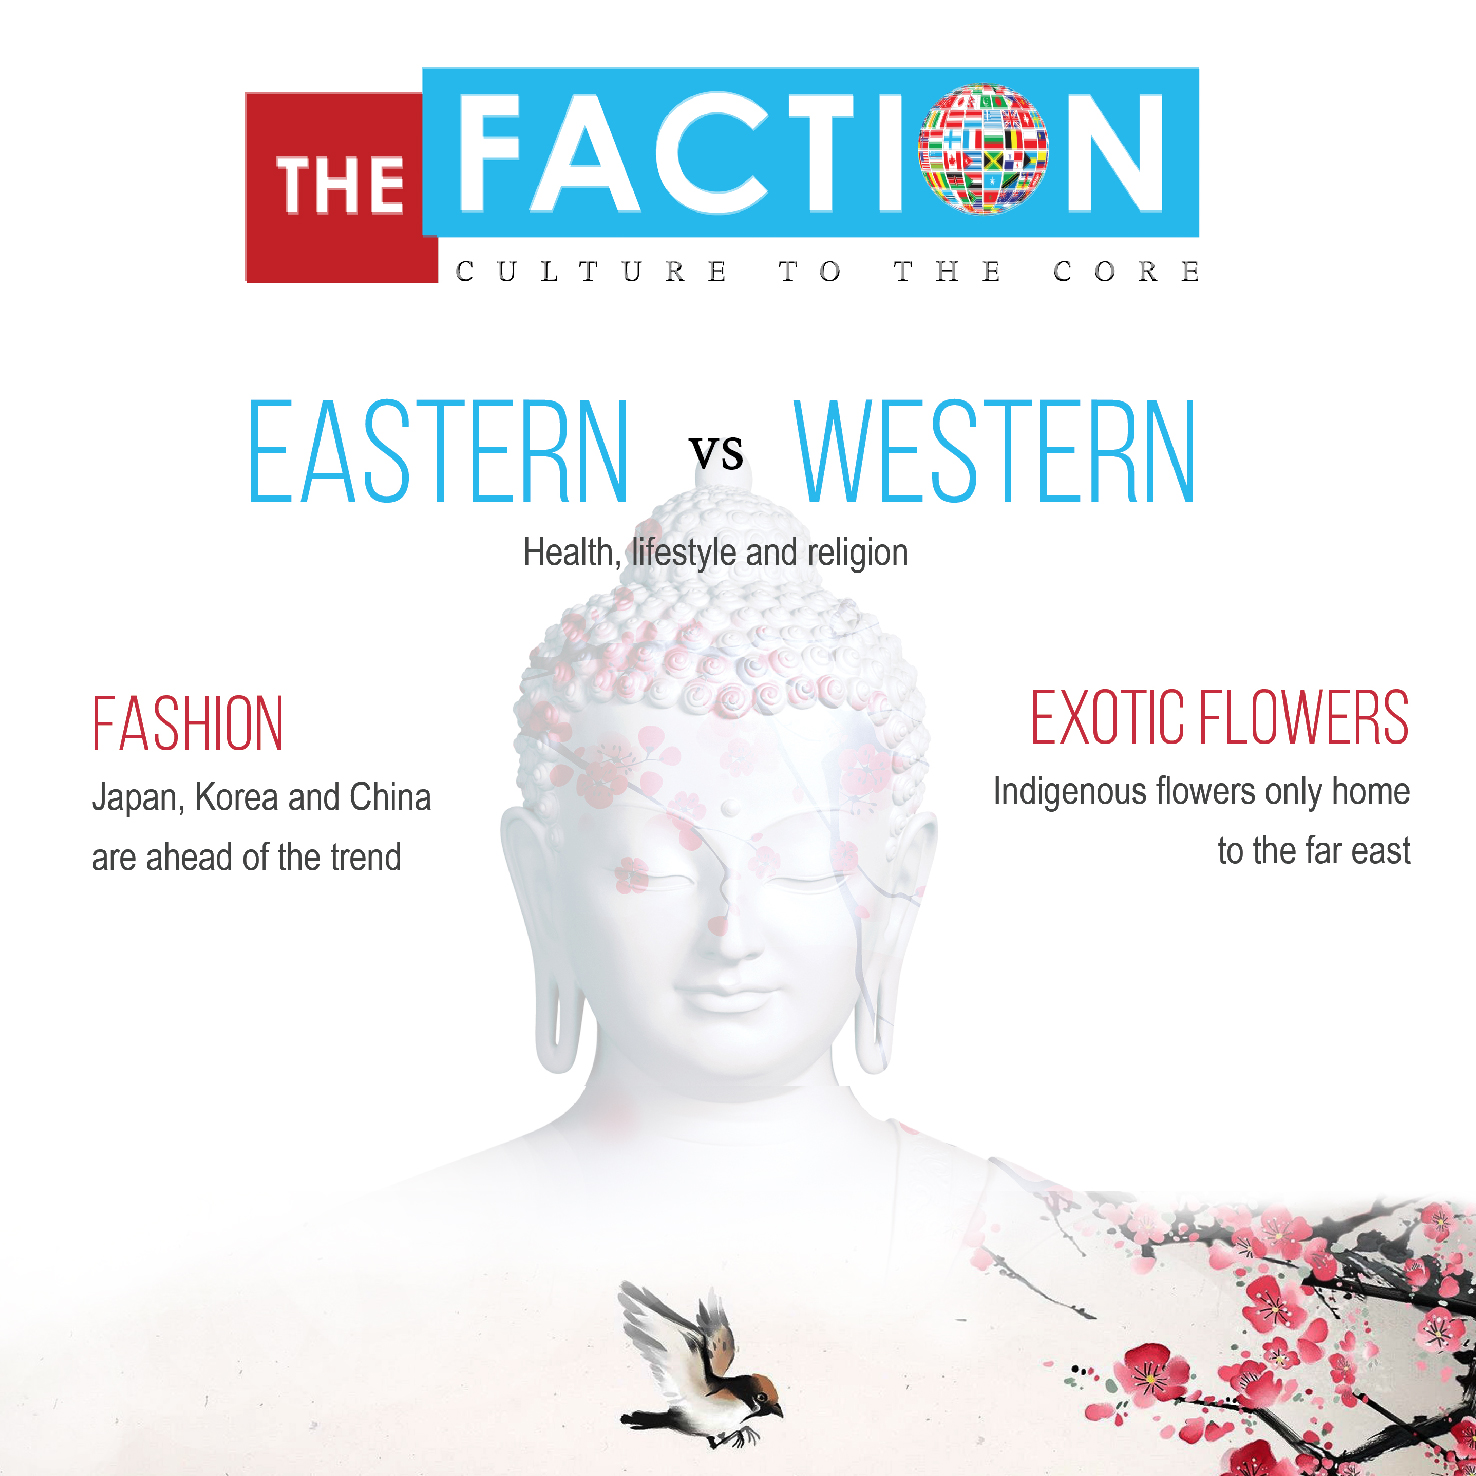 THE FACTION
CULTURE TO THE CORE
EASTERN vs WESTERN
Health, lifestyle and religion
FASHION
Japan, Korea and China
are ahead of the trend
EXOTIC FLOWERS
Indigenous flowers only home
to the far east